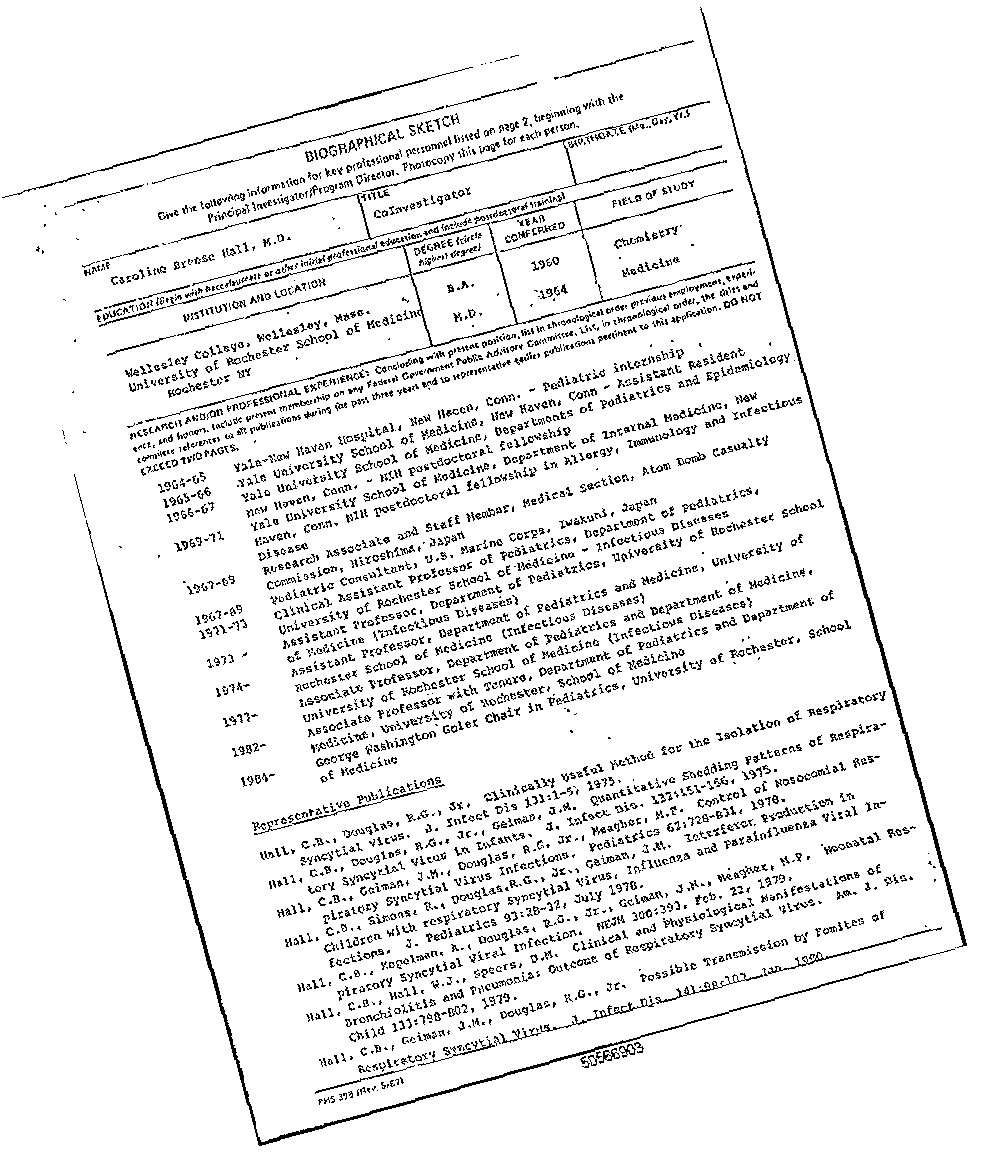 BIOGRAPHICAL SKETCH
Give the following information for key professional personnel listed on page 2, beginning with the
Principal Investigator/Program Director. Photocopy this page for each person.
NAME
Caroline Breese Hall, M.D.
TITLE
CoInvestigator
BIRTHDATE (Mo., Day, Yr.)
EDUCATION (Begin with baccalaureate or other initial professional education and include postdoctoral training)
INSTITUTION AND LOCATION
DEGREE (circle
highest degree)
YEAR
CONFERRED
FIELD OF STUDY
Wellesley College, Wellesley, Mass.
B.A.
1960
Chemistry
University of Rochester School of Medicine
Rochester NY
M.D.
1964
Medicine
RESEARCH AND/OR PROFESSIONAL EXPERIENCE: Concluding with present position, list in chronological order previous employment, experi-
ence, and honors. Include present membership on any Federal Government Public Advisory Committee. List, in chronological order, the titles and
complete references to all publications during the past three years and to representative earlier publications pertinent to this application. DO NOT
EXCEED TWO PAGES.
1964-65 Yale-New Haven Hospital, New Haven, Conn. - Pediatric internship
1965-66 Yale University School of Medicine, New Haven, Conn - Assistant Resident
1966-67 Yale University School of Medicine, Departments of Pediatrics and Epidemiology
New Haven, Conn. - NIH postdoctoral fellowship
1969-71 Yale University School of Medicine, Department of Internal Medicine, New
Haven, Conn. NIH postdoctoral fellowship in Allergy, Immunology and Infectious
Disease
1967-69 Research Associate and Staff Member, Medical Section, Atom Bomb Casualty
Commission, Hiroshima, Japan
1967-69 Pediatric Consultant, U.S. Marine Corps, Iwakuni, Japan
1971-73 Clinical Assistant Professor of Pediatrics, Department of Pediatrics,
University of Rochester School of Medicine - Infectious Diseases
1973 - Assistant Professor, Department of Pediatrics, University of Rochester School
of Medicine (Infectious Diseases)
1974- Assistant Professor, Department of Pediatrics and Medicine, University of
Rochester School of Medicine (Infectious Diseases)
1977- Associate Professor, Department of Pediatrics and Department of Medicine,
University of Rochester School of Medicine (Infectious Diseases)
1982- Associate Professor with Tenure, Department of Pediatrics and Department of
Medicine, University of Rochester, School of Medicine
1984- George Washington Goler Chair in Pediatrics, University of Rochester, School
of Medicine
Representative Publications
Hall, C.B., Douglas, R.G., Jr. Clinically Useful Method for the Isolation of Respiratory
Syncytial Virus. J. Infect Dis 131:1-5, 1975.
Hall, C.B., Douglas, R.G., Jr., Geiman, J.M. Quantitative Shedding Patterns of Respira-
tory Syncytial Virus in Infants. J. Infect Dis. 132:151-156, 1975.
Hall, C.B., Geiman, J.M., Douglas, R.G. Jr., Meagher, M.P. Control of Nosocomial Res-
piratory Syncytial Virus Infections. Pediatrics 62:728-831, 1978.
Hall, C.B., Simons, R., Douglas,R.G., Jr., Geiman, J.M. Interferon Production in
Children with respiratory Syncytial Virus, Influenza and Parainfluenza Viral In-
fections. J. Pediatrics 93:28-32, July 1978.
Hall, C.B., Kopelman, A., Douglas, R.G., Jr., Geiman, J.M., Meagher, M.P. Neonatal Res-
piratory Syncytial Viral Infection. NEJM 300:393, Feb. 22, 1979.
Hall, C.B., Hall, W.J., Speers, D.M. Clinical and Physiological Manifestations of
Bronchiolitis and Pneumonia: Outcome of Respiratory Syncytial Virus. Am. J. Dis.
Child 133:798-802, 1979.
Hall, C.B., Geiman, J.M., Douglas, R.G., Jr. Possible Transmission by Fomites of
Respiratory Syncytial Virus. J. Infect Dis. 141:98-103, Jan. 1980.
PHS 398 (Rev. 5/82)
50566903